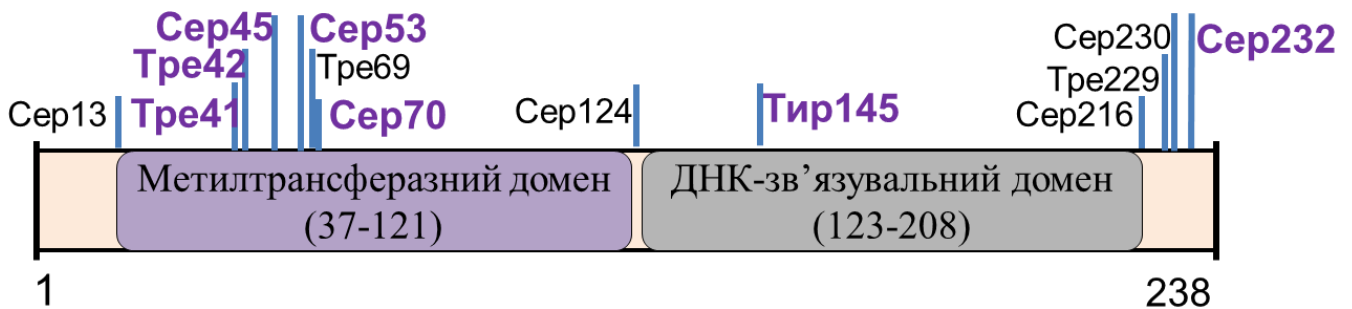 Сер45
Сер53
Сер230
Сер232
Тре42
Тре69
Тре229
Сер13
Тре41
Сер70
Сер124
Тир145
Сер216
Метилтрансферазний домен
(37-121)
ДНК-зв’язувальний домен
(123-208)
1
238